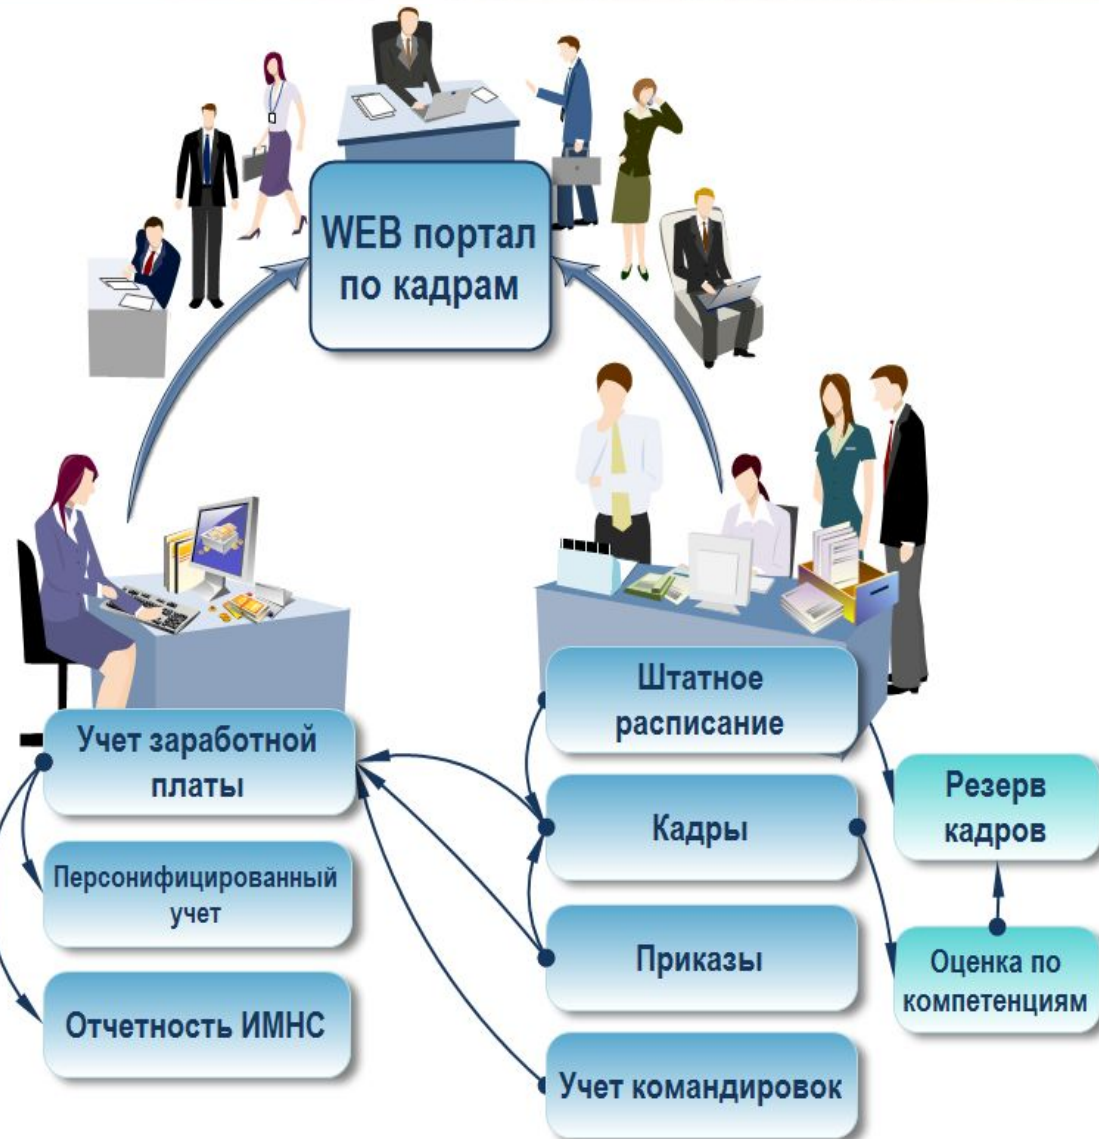 WEB портал
по кадрам
Штатное
расписание
Учет заработной
платы
Резерв
кадров
Кадры
Персонифицированный
учет
Приказы
Оценка по
компетенциям
Отчетность ИМНС
Учет командировок